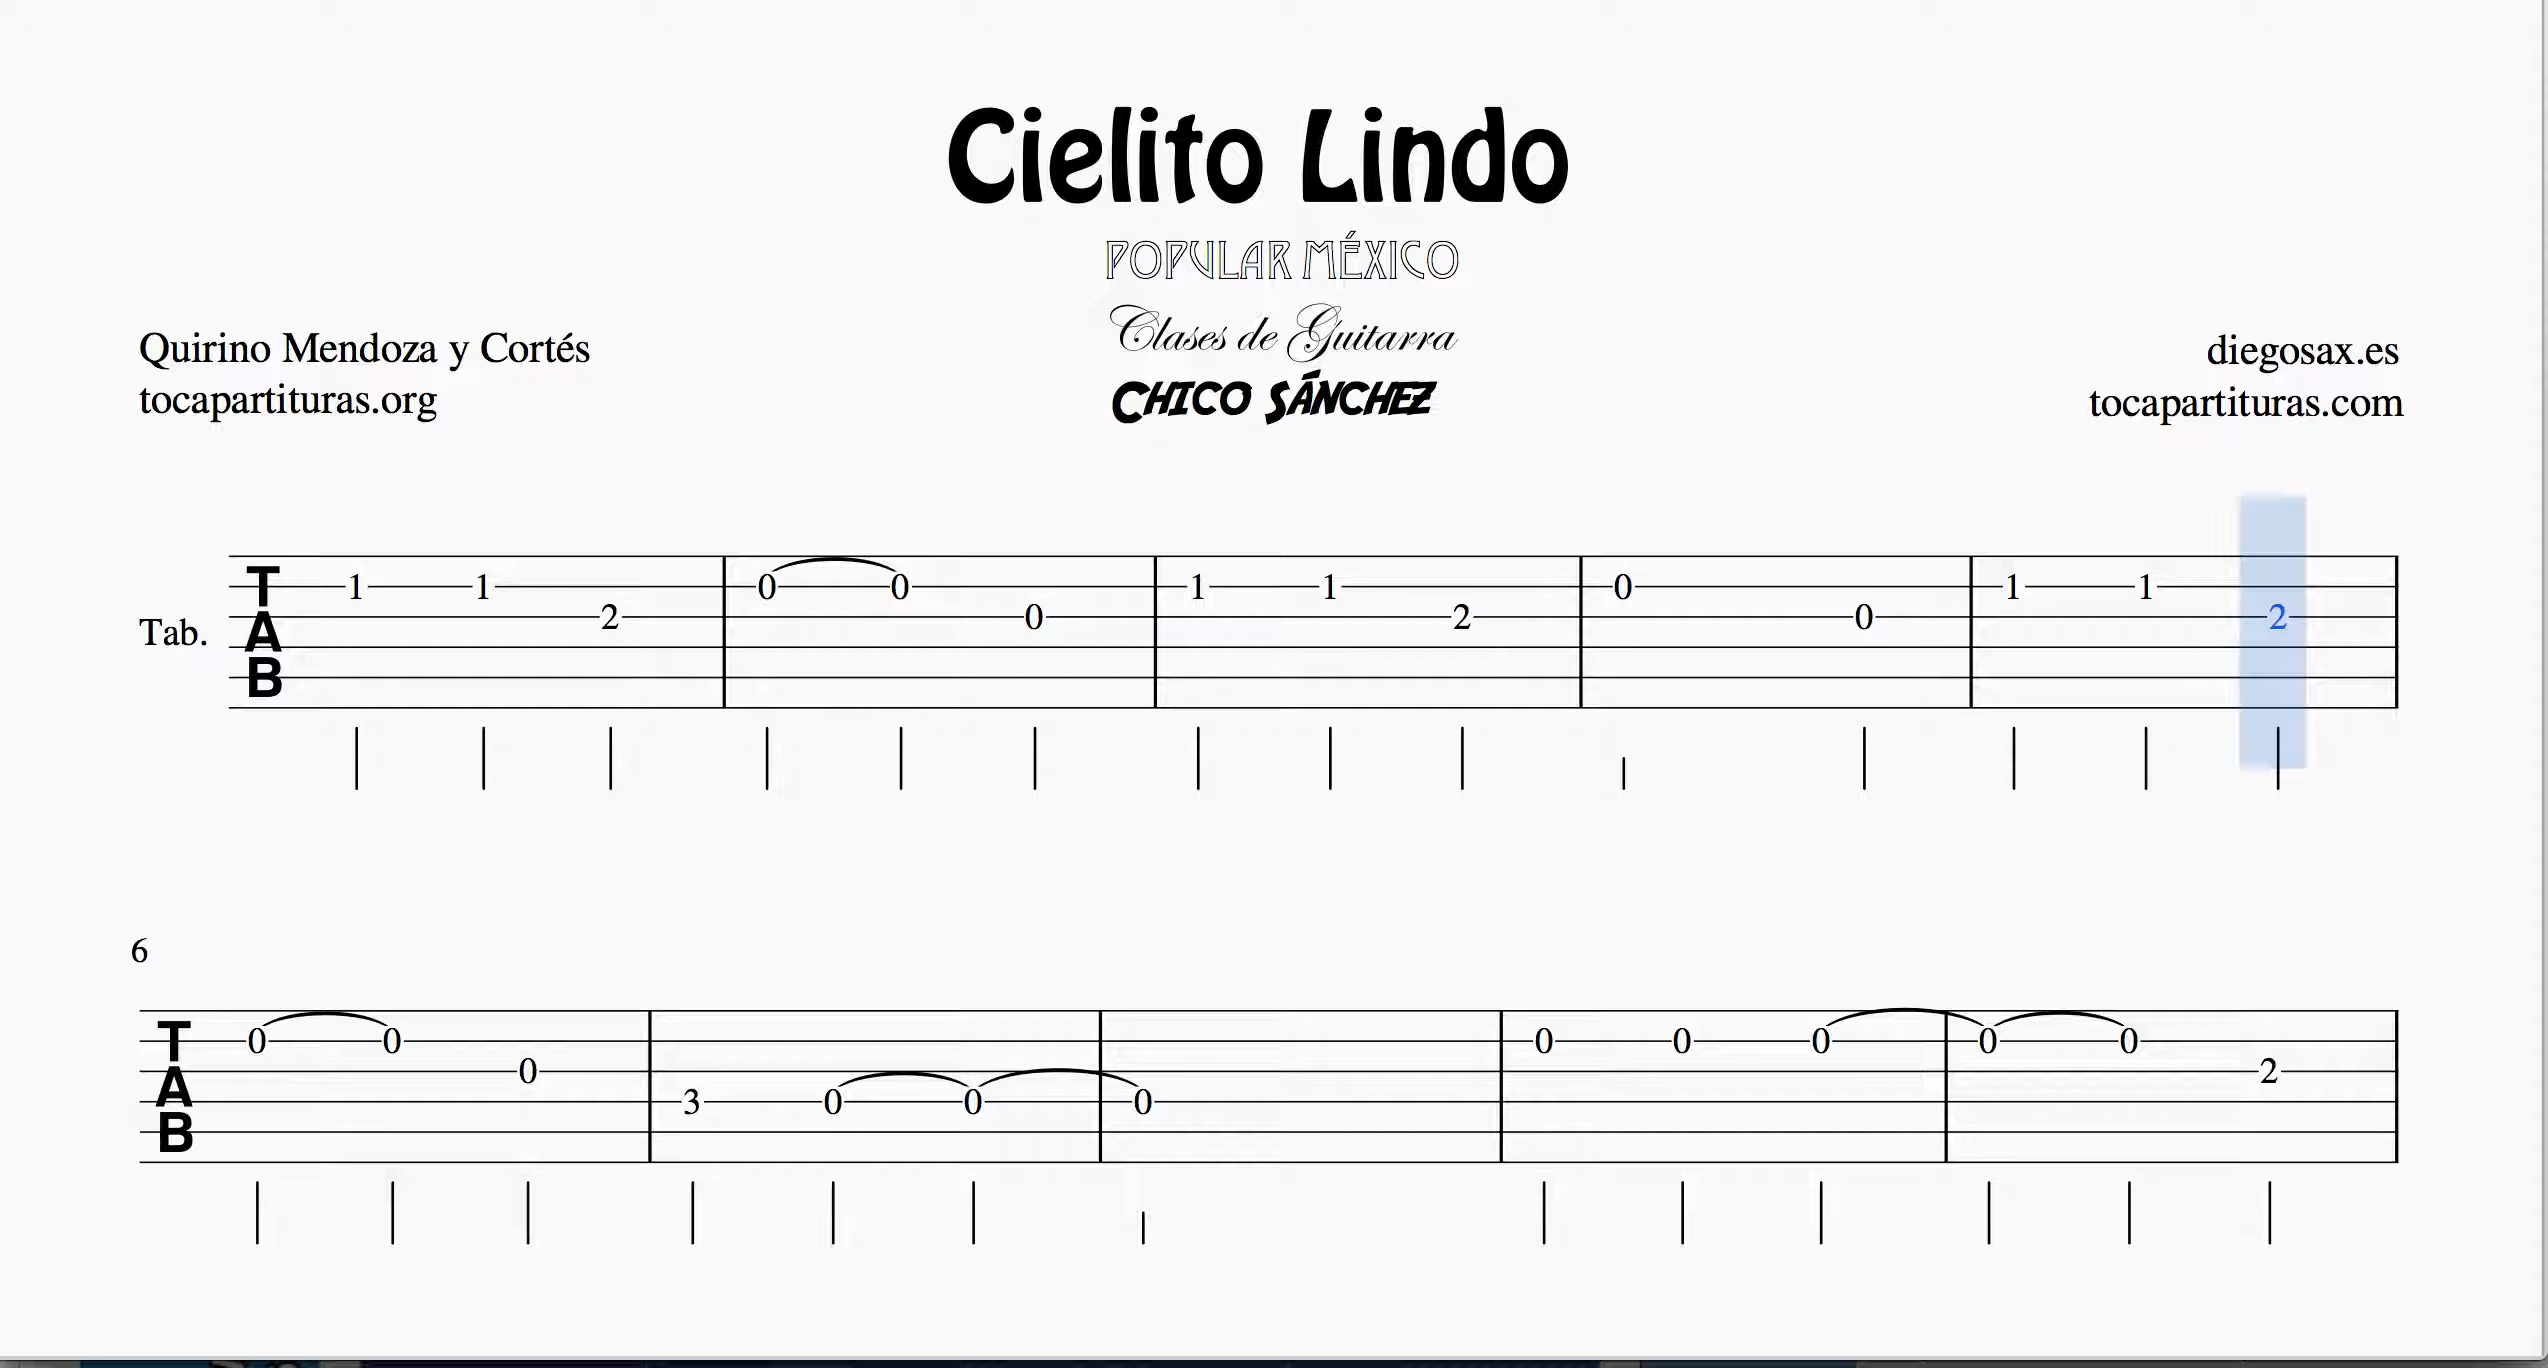 Cielito Lindo
POPULAR MÉXICO
Clases de Guitarra
Quirino Mendoza y Cortés
diegosax.es
tocapartituras.org
CHICO SÁNCHEZ
tocapartituras.com
Tab.
TAB
1 1 2 0 0 0 1 1 2 0 0 1 1 2
6
TAB
0 0 0 3 0 0 0 0 0 0 0 0 2